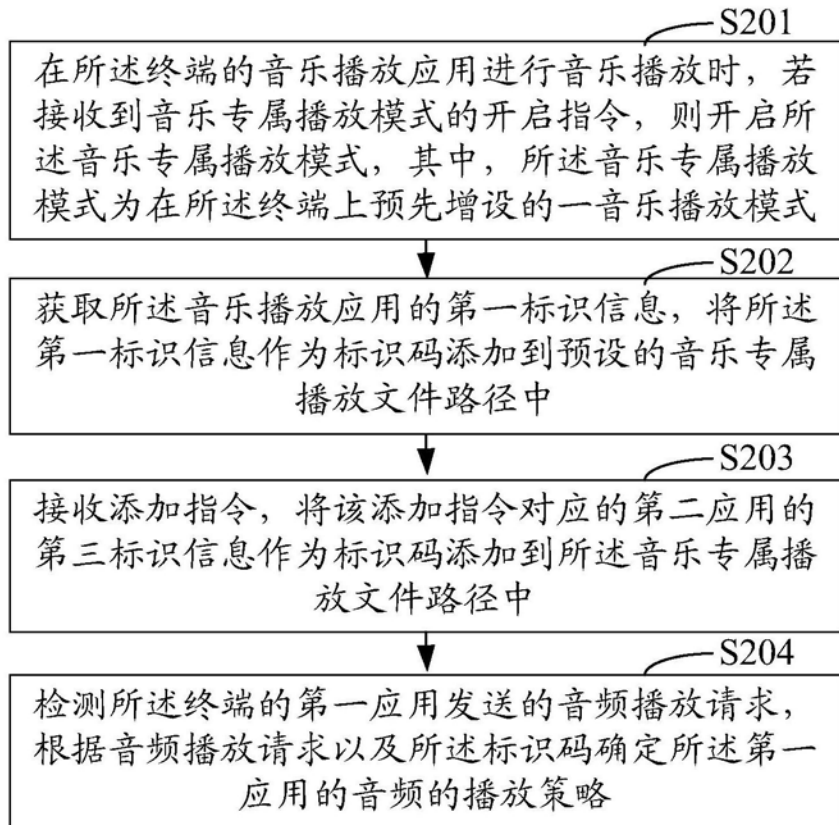 S201
在所述终端的音乐播放应用进行音乐播放时，若
接收到音乐专属播放模式的开启指令，则开启所
述音乐专属播放模式，其中，所述音乐专属播放
模式为在所述终端上预先增设的一音乐播放模式
S202
获取所述音乐播放应用的第一标识信息，将所述
第一标识信息作为标识码添加到预设的音乐专属
播放文件路径中
S203
接收添加指令，将该添加指令对应的第二应用的
第三标识信息作为标识码添加到所述音乐专属播
放文件路径中
S204
检测所述终端的第一应用发送的音频播放请求，
根据音频播放请求以及所述标识码确定所述第一
应用的音频的播放策略